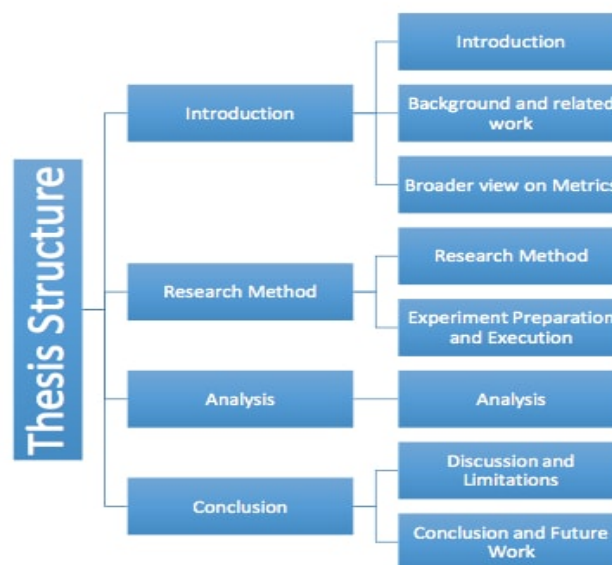 Thesis Structure
Introduction
Introduction
Background and related
work
Broader view on Metrics
Research Method
Research Method
Experiment Preparation
and Execution
Analysis
Analysis
Conclusion
Discussion and
Limitations
Conclusion and Future
Work